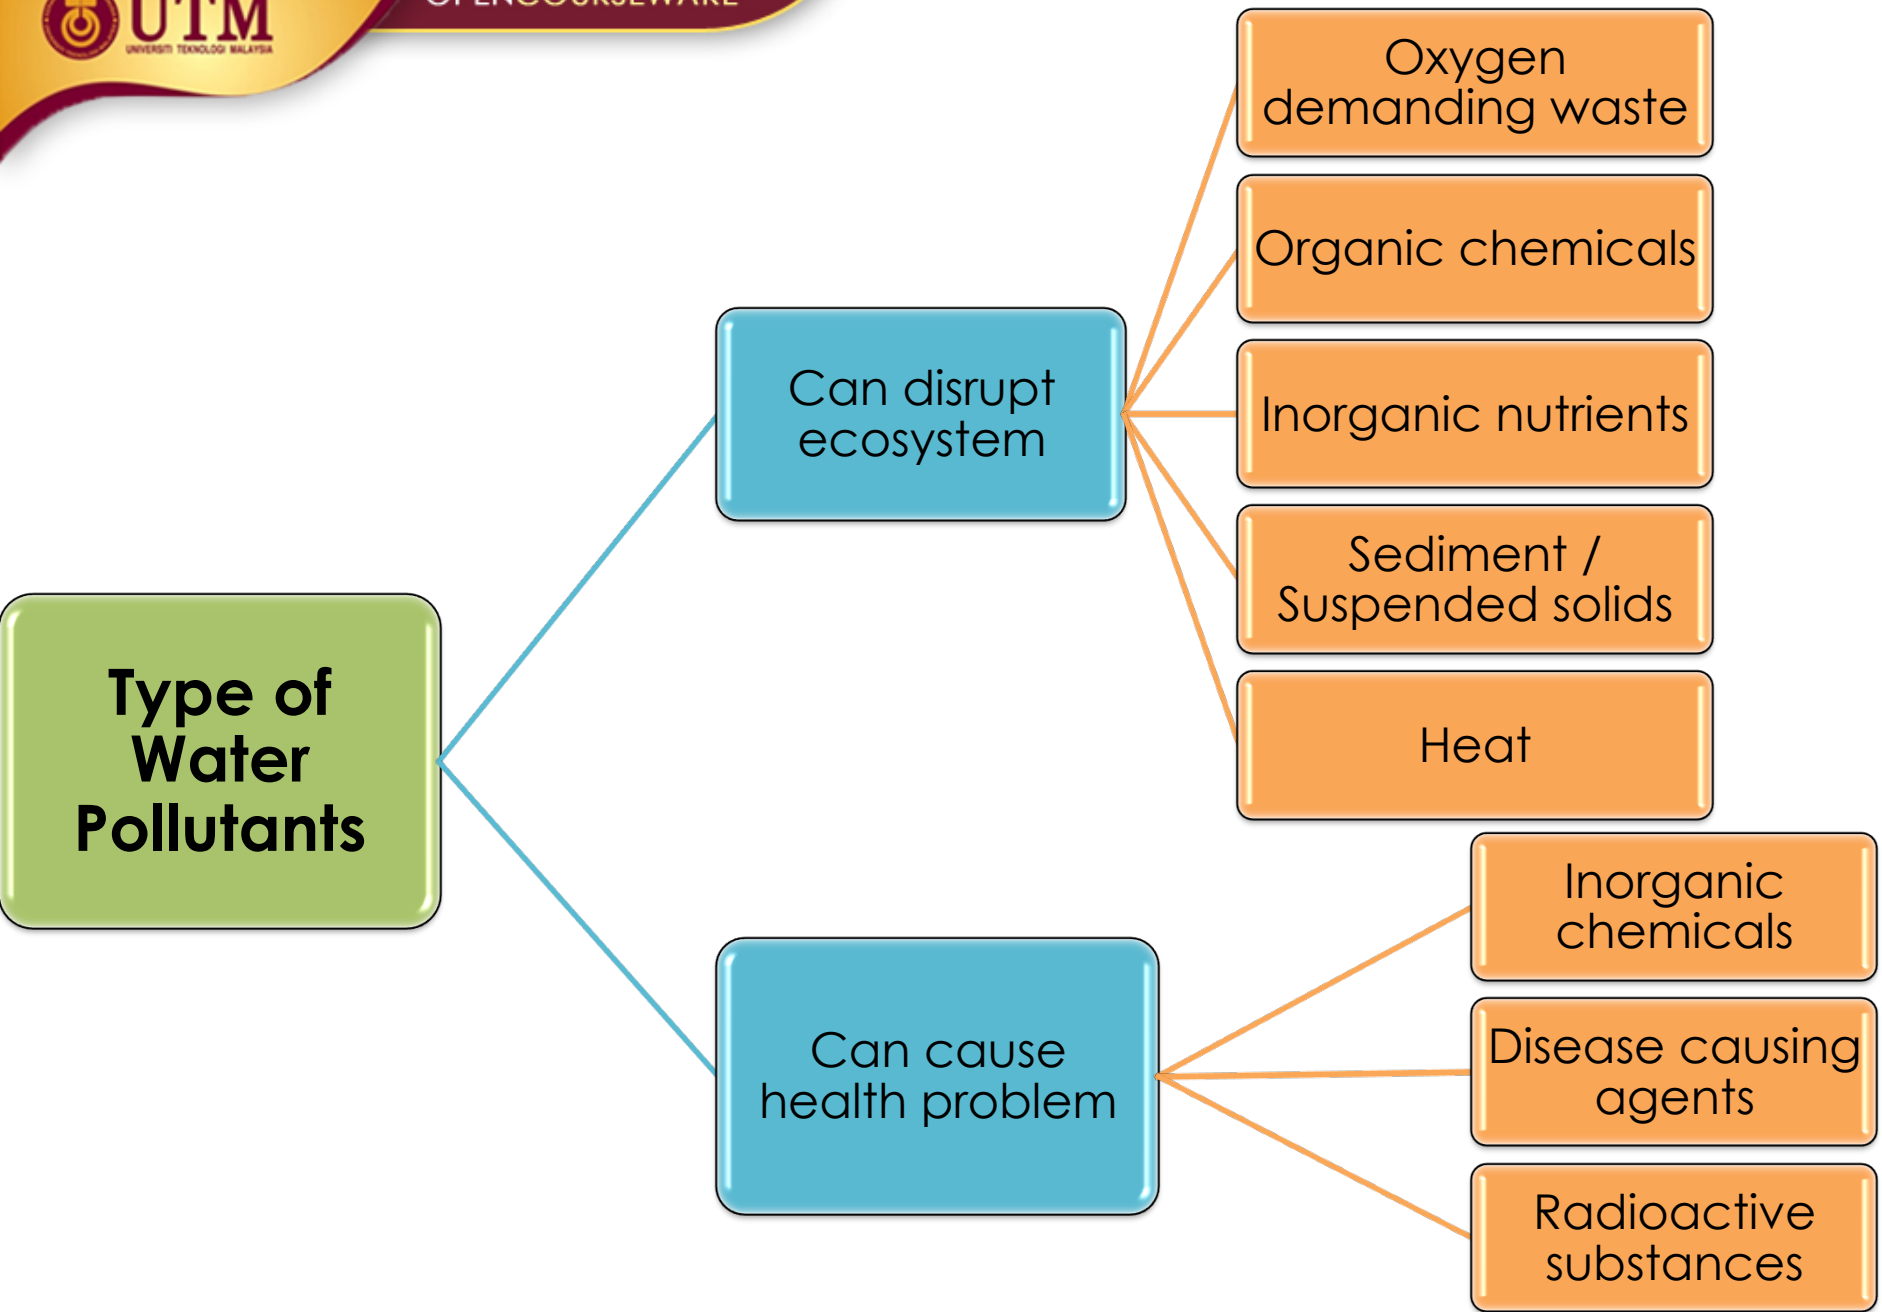 UTM
UNIVERSITI TEKNOLOGI MALAYSIA
OPENCOURSEWARE
Type of
Water
Pollutants
Can disrupt
ecosystem
Oxygen
demanding waste
Organic chemicals
Inorganic nutrients
Sediment /
Suspended solids
Heat
Can cause
health problem
Inorganic
chemicals
Disease causing
agents
Radioactive
substances